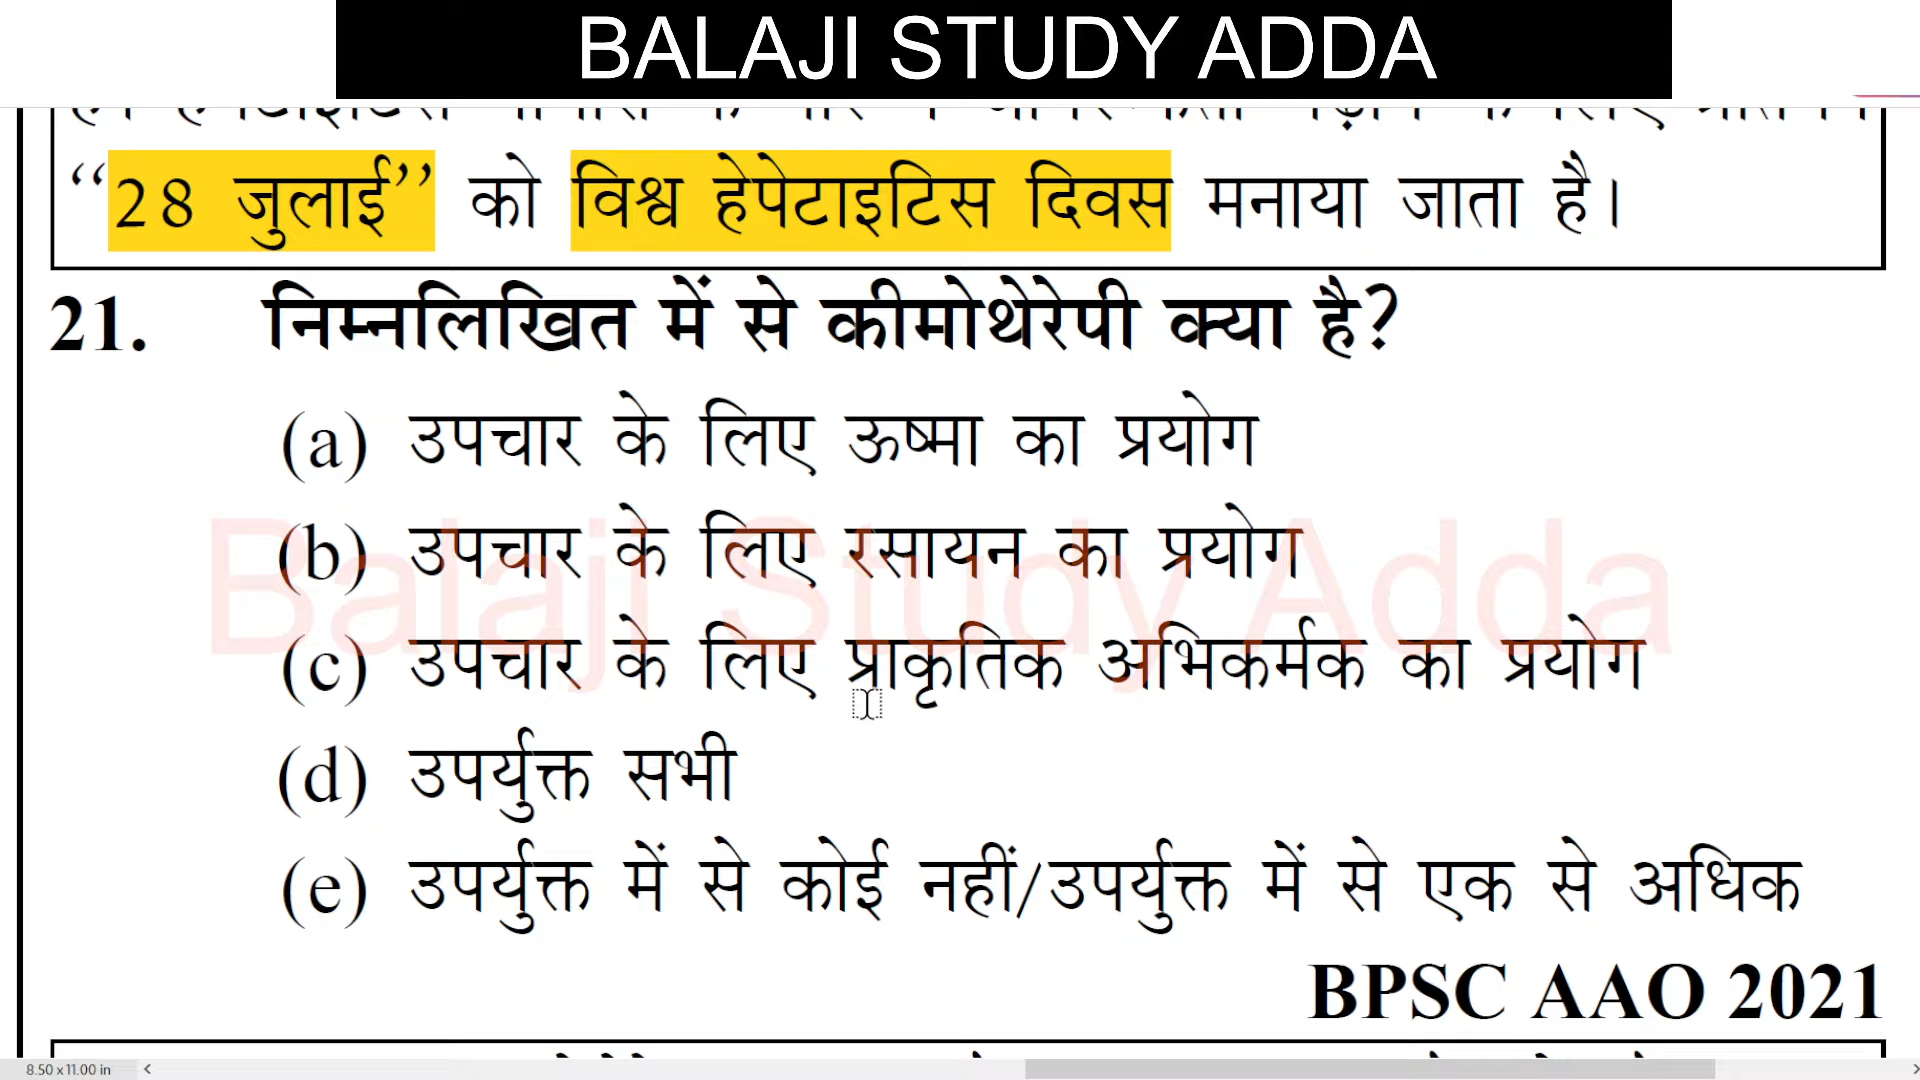 BALAJI STUDY ADDA
“28 जुलाई” को विश्व हेपेटाइटिस दिवस मनाया जाता है।
21. निम्नलिखित में से कीमोथेरेपी क्या है?
(a) उपचार के लिए ऊष्मा का प्रयोग
(b) उपचार के लिए रसायन का प्रयोग
Balaji Study Adda
(c) उपचार के लिए प्राकृतिक अभिकर्मक का प्रयोग
(d) उपर्युक्त सभी
(e) उपर्युक्त में से कोई नहीं/उपर्युक्त में से एक से अधिक
BPSC AAO 2021
8.50 x 11.00 in